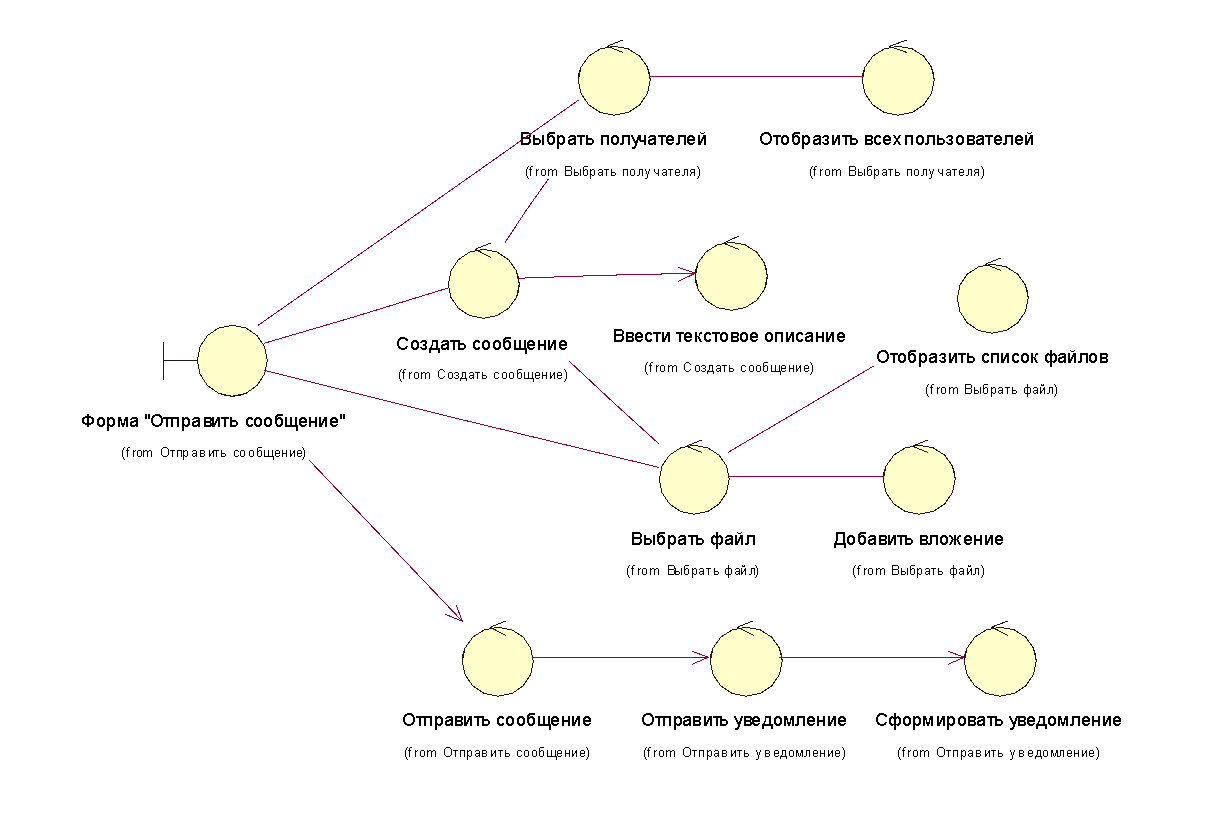 Выбрать получателей
(from Выбрать получателя)
Отобразить всех пользователей
(from Выбрать получателя)
Создать сообщение
(from Создать сообщение)
Ввести текстовое описание
(from Создать сообщение)
Отобразить список файлов
(from Выбрать файл)
Форма "Отправить сообщение"
(from Отправить сообщение)
Выбрать файл
(from Выбрать файл)
Добавить вложение
(from Выбрать файл)
Отправить сообщение
(from Отправить сообщение)
Отправить уведомление
(from Отправить уведомление)
Сформировать уведомление
(from Отправить уведомление)